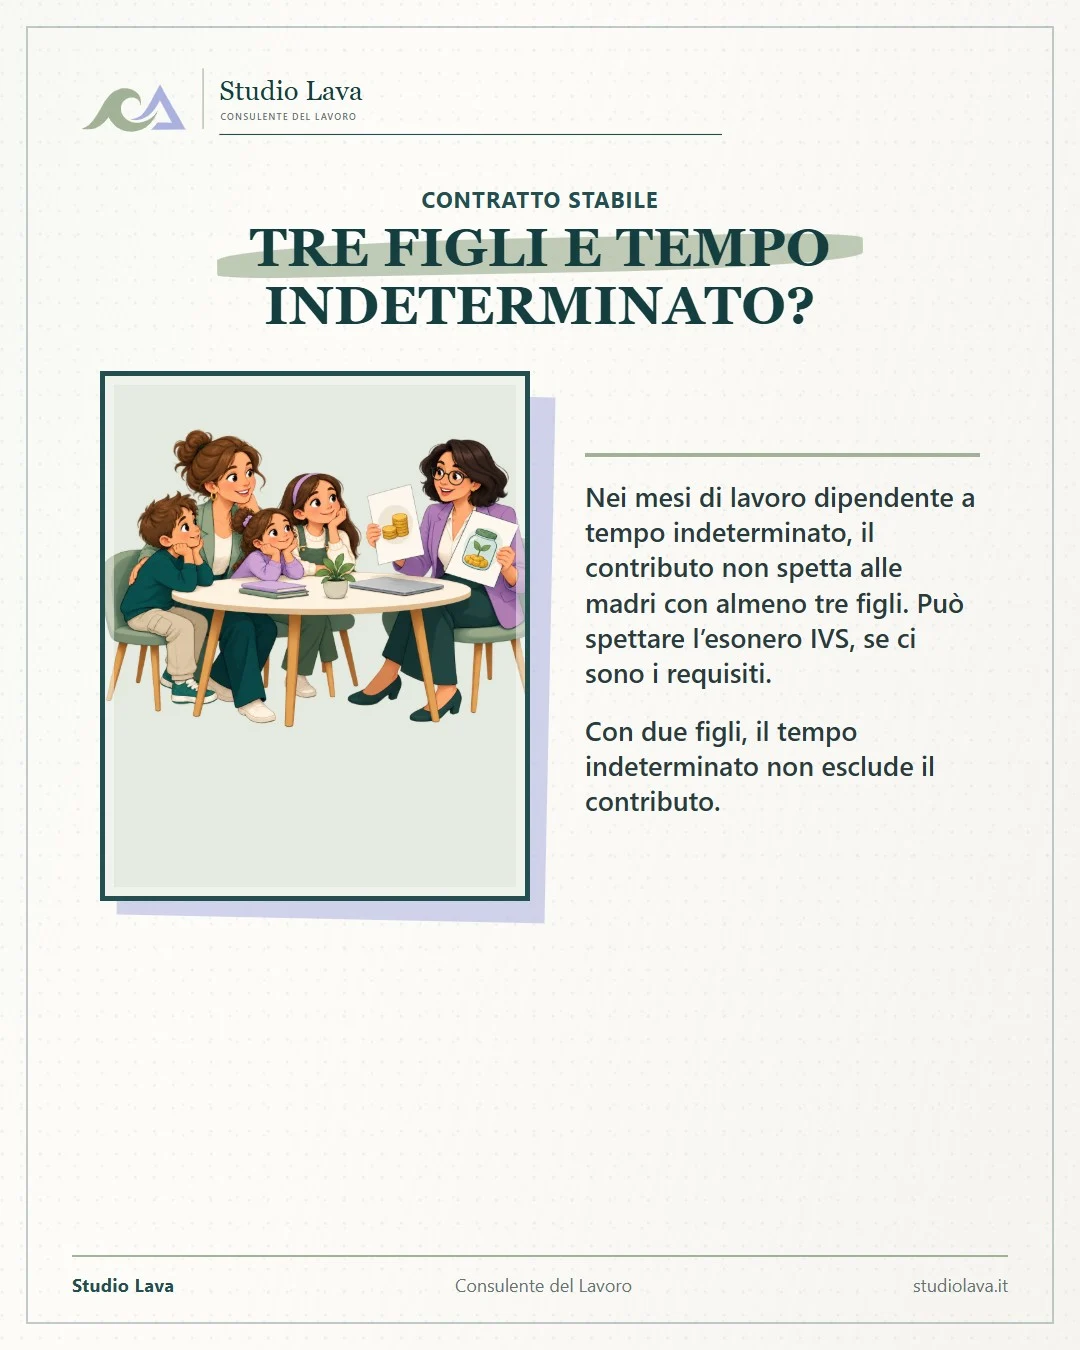 Studio Lava
CONSULENTE DEL LAVORO
CONTRATTO STABILE
TRE FIGLI E TEMPO
INDETERMINATO?
Nei mesi di lavoro dipendente a
tempo indeterminato, il
contributo non spetta alle
madri con almeno tre figli. Può
spettare l’esonero IVS, se ci
sono i requisiti.
Con due figli, il tempo
indeterminato non esclude il
contributo.
Studio Lava
Consulente del Lavoro
studiolava.it